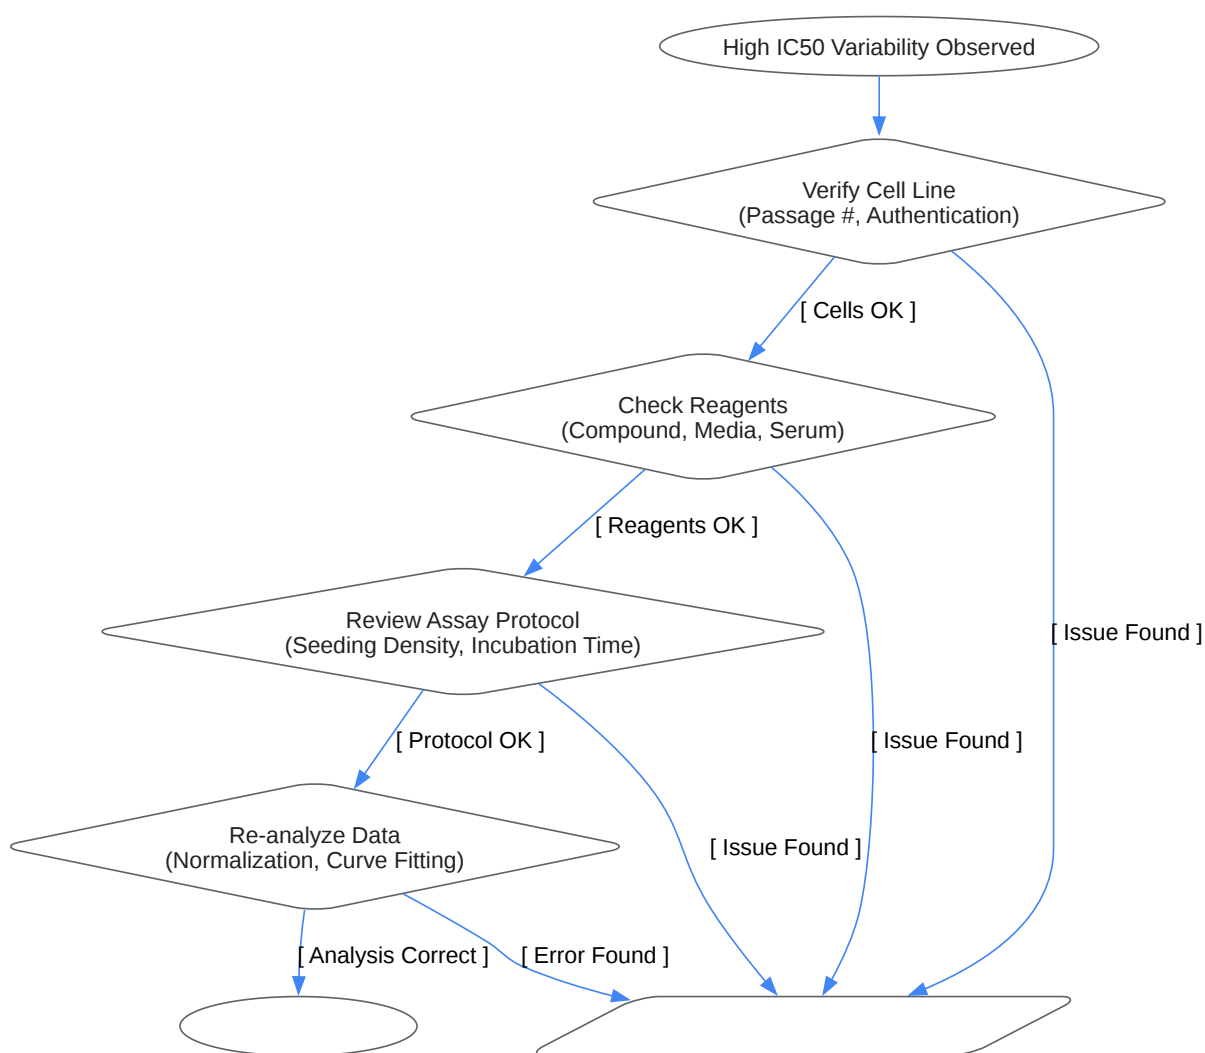 High IC50 Variability Observed
Verify Cell Line
(Passage #, Authentication)
[ Cells OK ]
Check Reagents
(Compound, Media, Serum)
[ Reagents OK ]
Review Assay Protocol
(Seeding Density, Incubation Time)
[ Issue Found ]
[ Protocol OK ]
[ Issue Found ]
Re-analyze Data
(Normalization, Curve Fitting)
[ Issue Found ]
[ Analysis Correct ]
[ Error Found ]